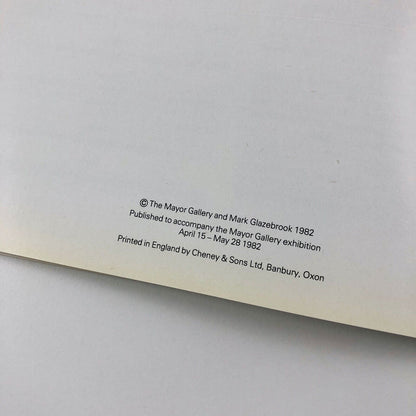 © The Mayor Gallery and Mark Glazebrook 1982
Published to accompany the Mayor Gallery exhibition
April 15 – May 28 1982
Printed in England by Cheney & Sons Ltd, Banbury, Oxon